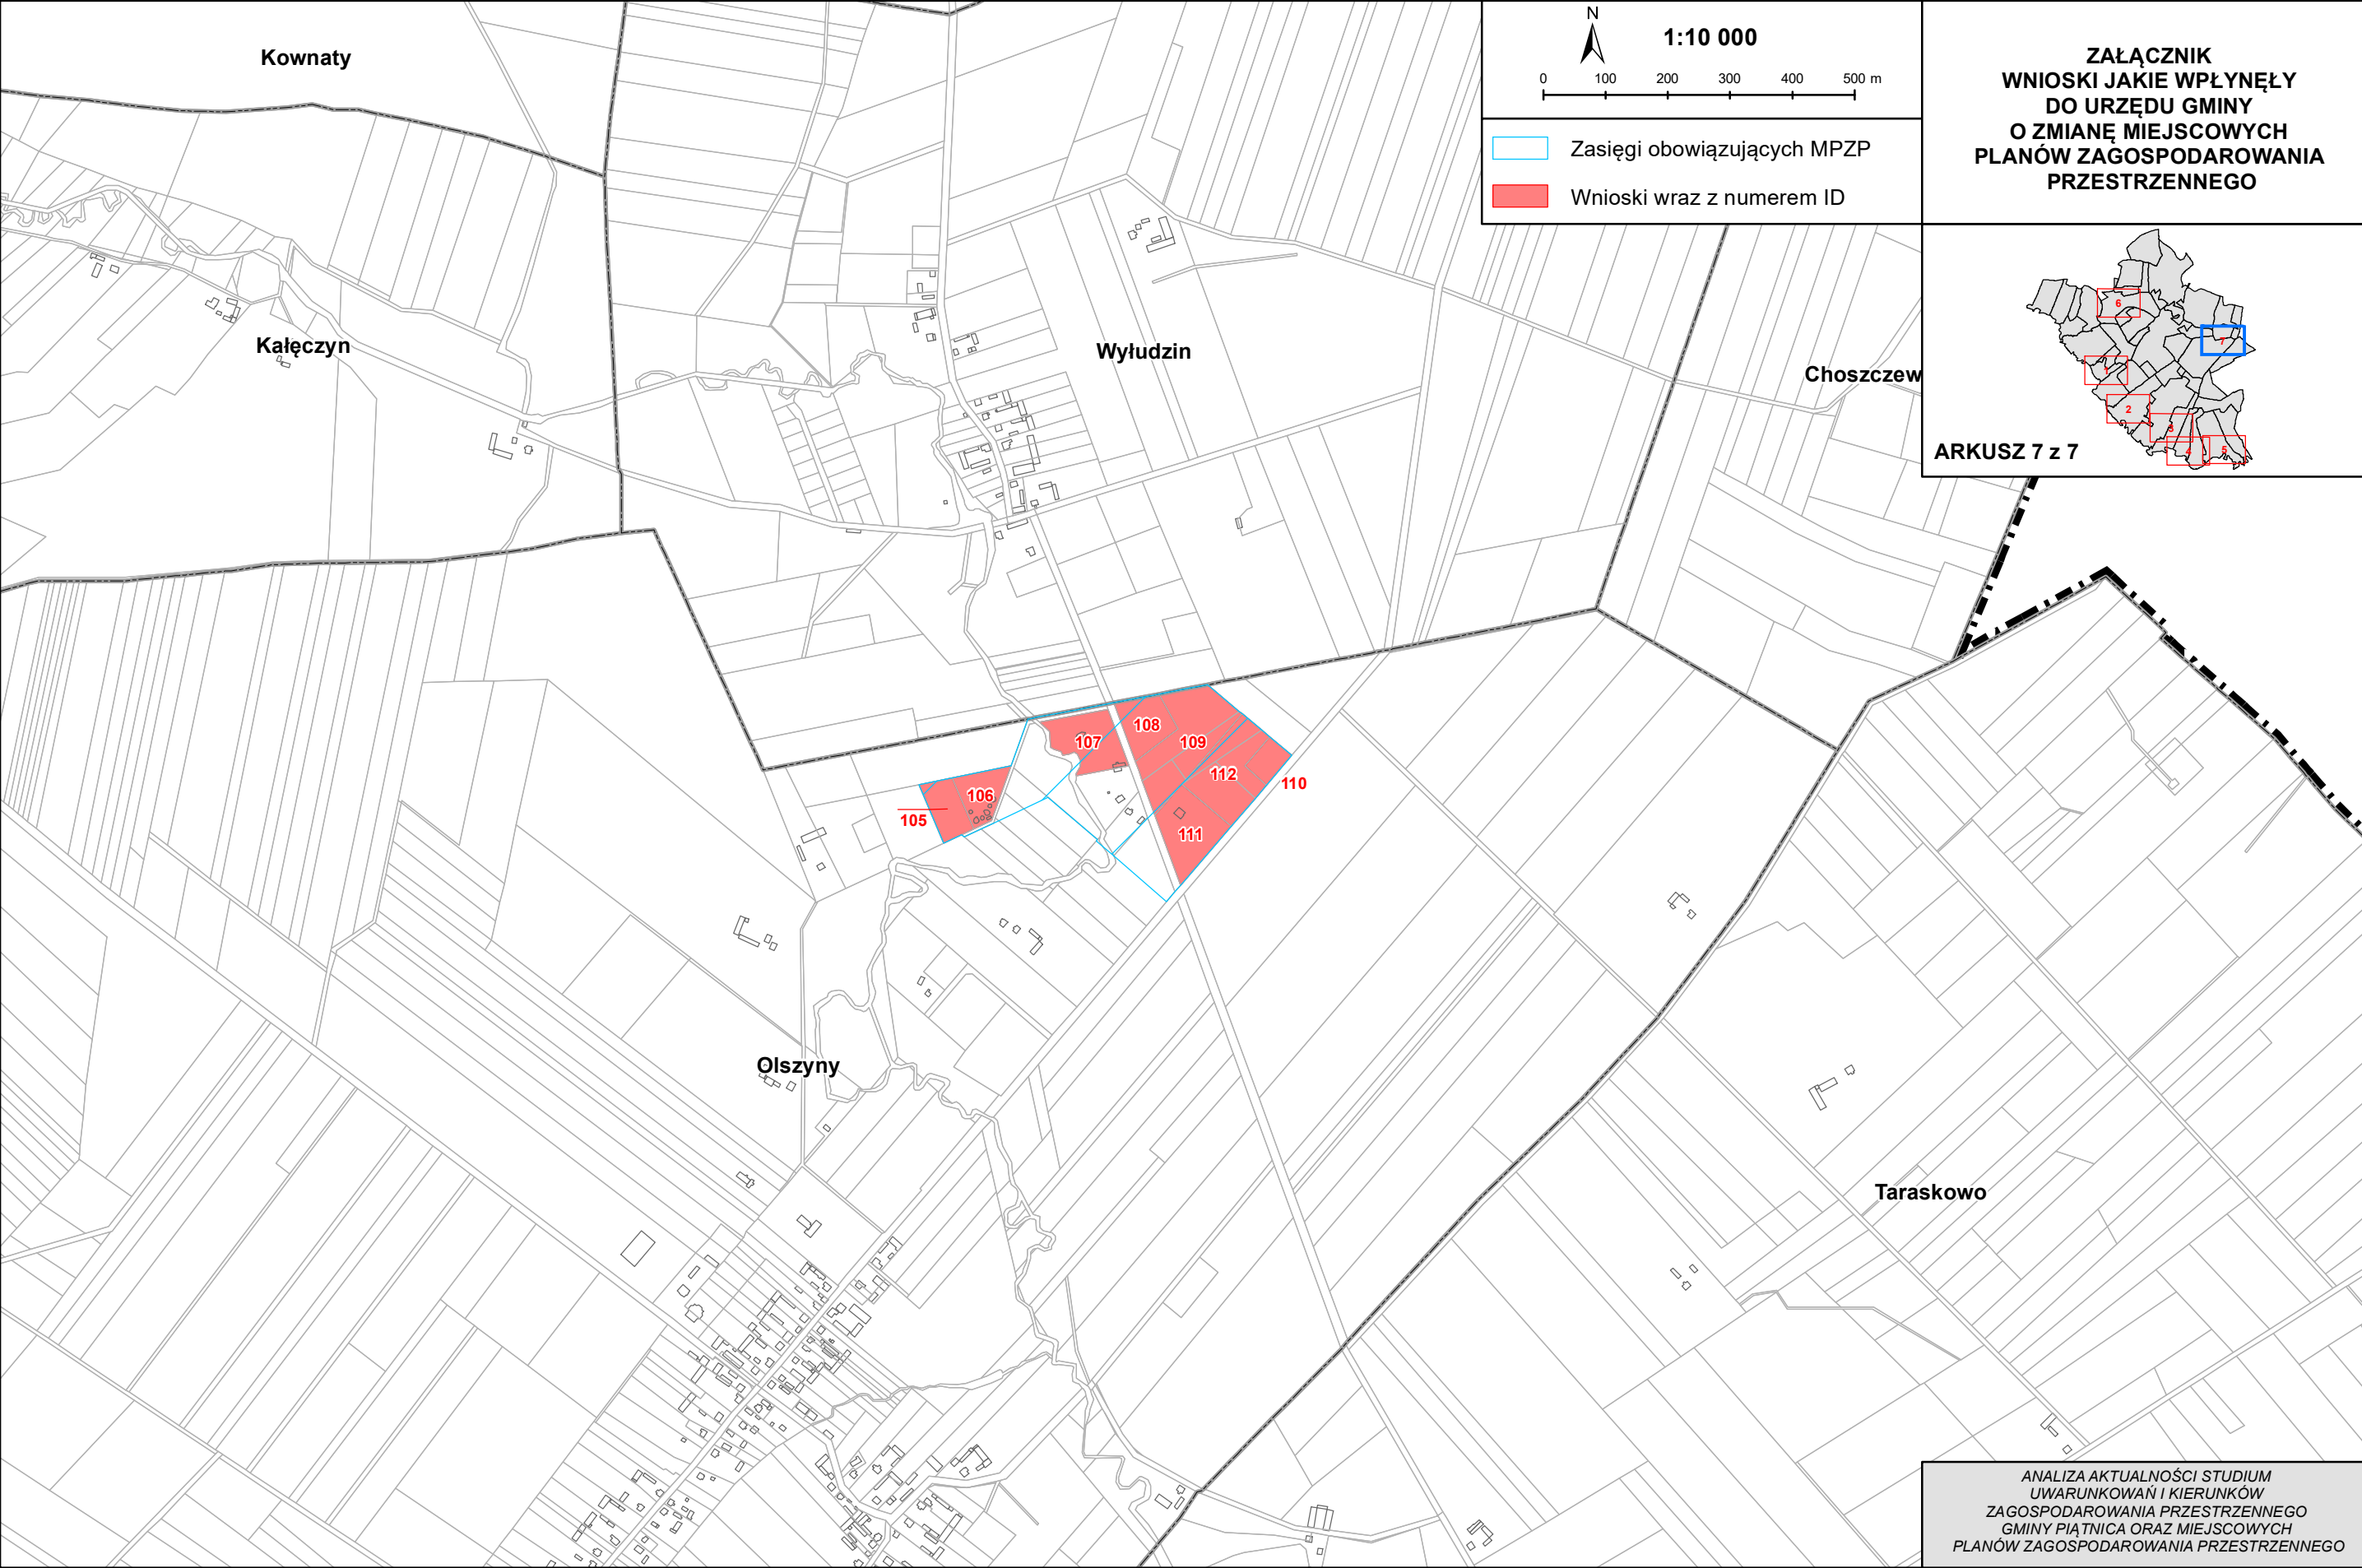 Kownaty
Kałęczyn
Wyłudzin
Choszczew
Olszyny
Taraskowo
105
106
107
108
109
112
110
111
N
1:10 000
0 100 200 300 400 500 m
Zasięgi obowiązujących MPZP
Wnioski wraz z numerem ID
ZAŁĄCZNIK
WNIOSKI JAKIE WPŁYNĘŁY
DO URZĘDU GMINY
O ZMIANĘ MIEJSCOWYCH
PLANÓW ZAGOSPODAROWANIA
PRZESTRZENNEGO
6
7
1
2
3
4
5
ARKUSZ 7 z 7
ANALIZA AKTUALNOŚCI STUDIUM
UWARUNKOWAŃ I KIERUNKÓW
ZAGOSPODAROWANIA PRZESTRZENNEGO
GMINY PIĄTNICA ORAZ MIEJSCOWYCH
PLANÓW ZAGOSPODAROWANIA PRZESTRZENNEGO